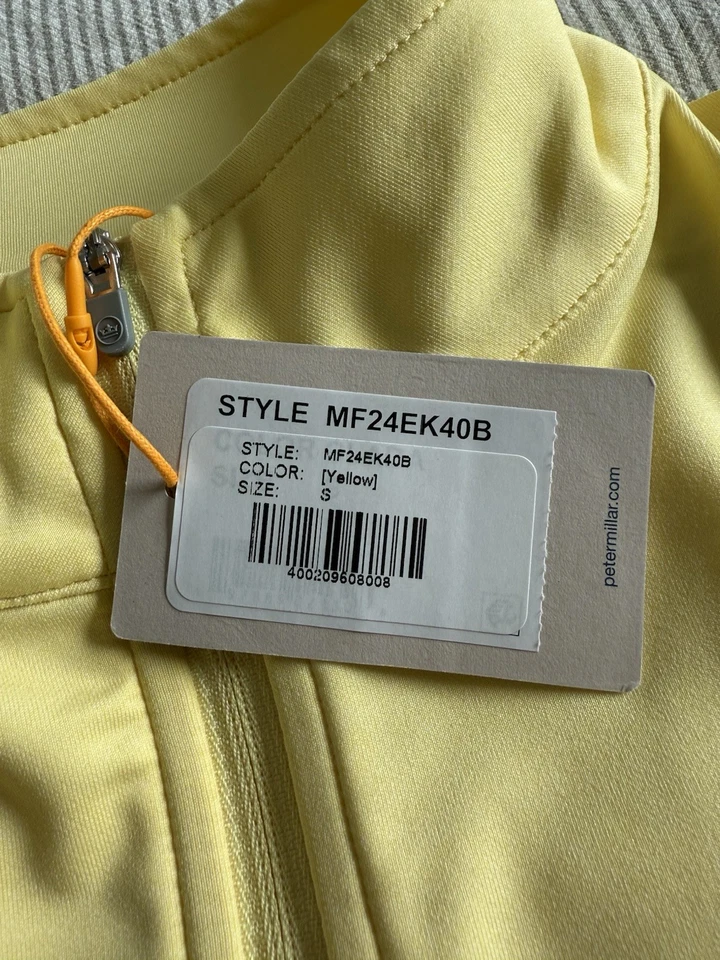 STYLE MF24EK40B
STYLE: MF24EK40B
COLOR: [Yellow]
SIZE: S
400209608008
petermillar.com